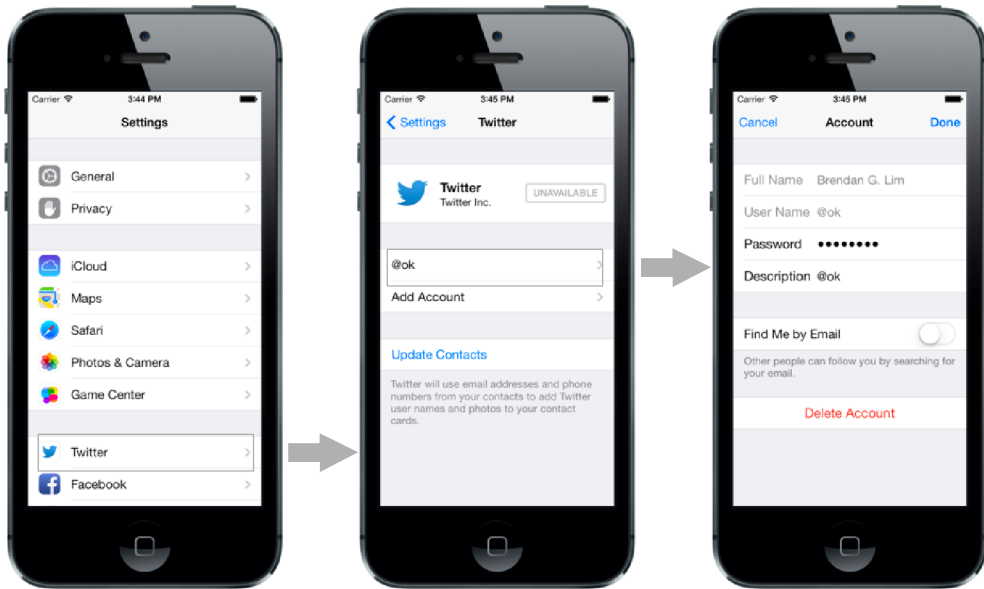 Carrier 3:44 PM
Settings
General
Privacy
iCloud
Maps
Safari
Photos & Camera
Game Center
Twitter
Facebook
Carrier 3:45 PM
Settings Twitter
Twitter
Twitter Inc.
UNAVAILABLE
@ok
Add Account
Update Contacts
Twitter will use email addresses and phone
numbers from your contacts to add Twitter
user names and photos to your contact
cards.
Carrier 3:45 PM
Cancel Account Done
Full Name Brendan G. Lim
User Name @ok
Password ••••••••
Description @ok
Find Me by Email
Other people can follow you by searching for
your email.
Delete Account